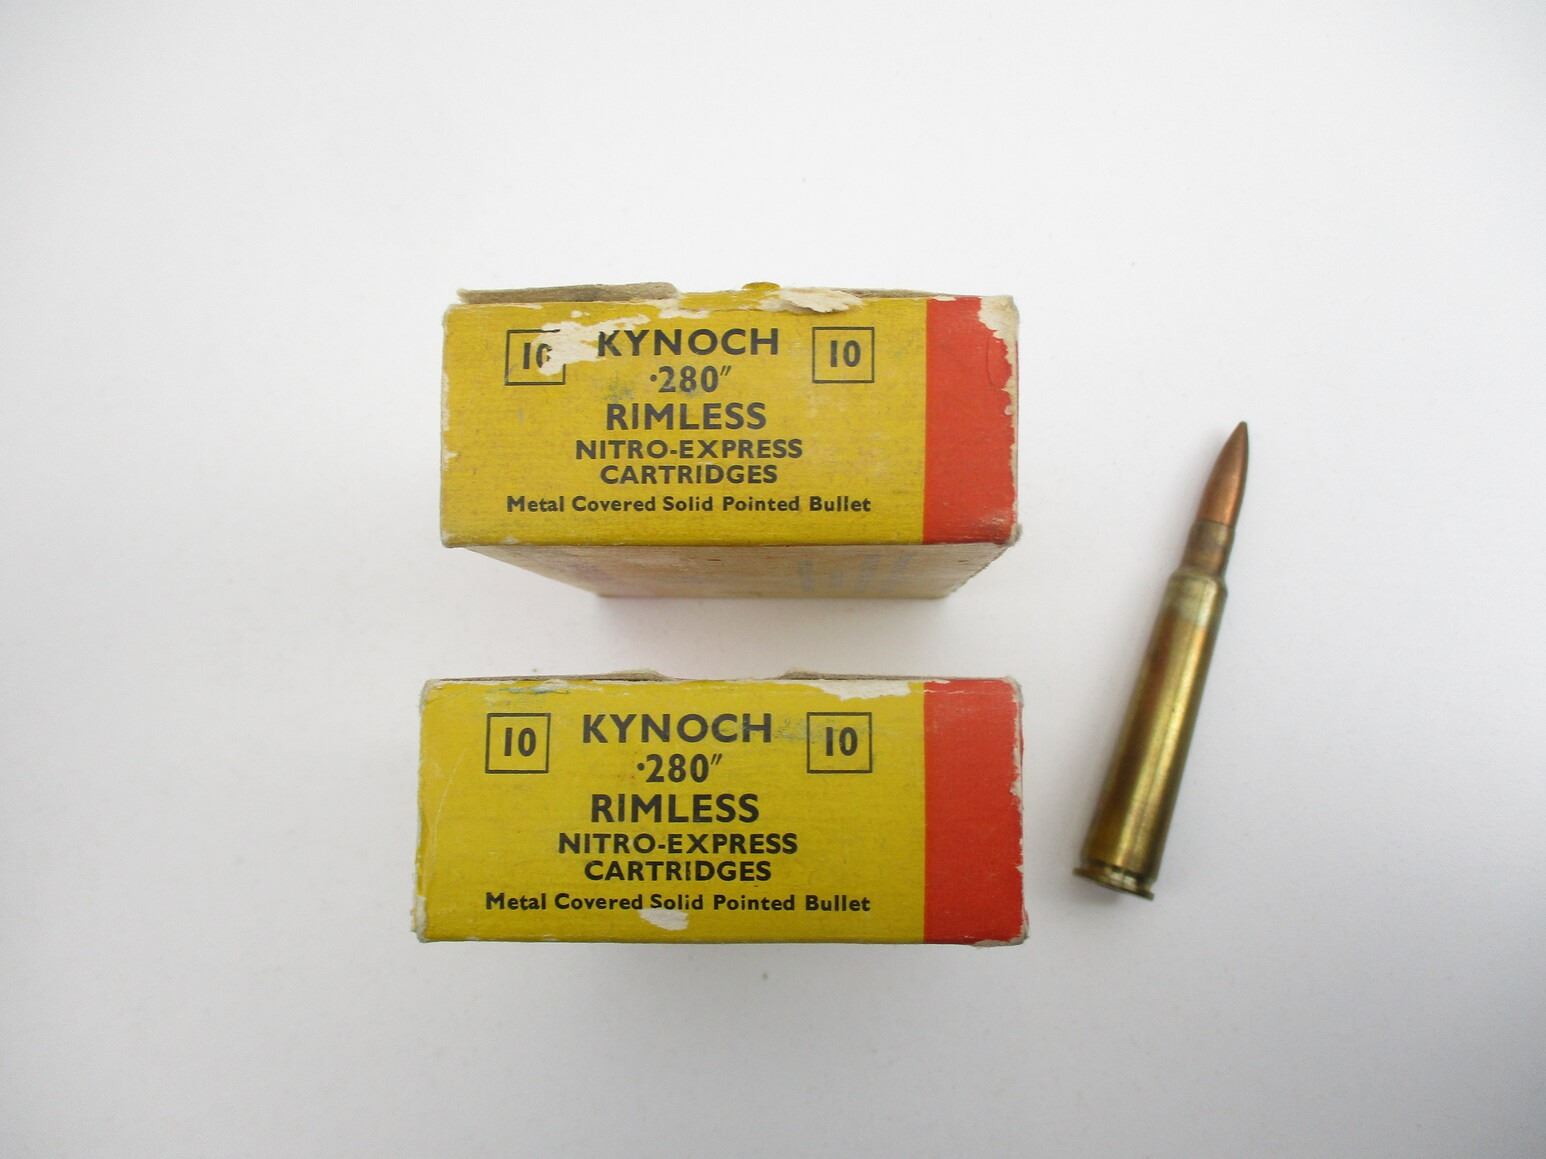 10 KYNOCH 10
·280″
RIMLESS
NITRO-EXPRESS
CARTRIDGES
Metal Covered Solid Pointed Bullet
10 KYNOCH 10
·280″
RIMLESS
NITRO-EXPRESS
CARTRIDGES
Metal Covered Solid Pointed Bullet